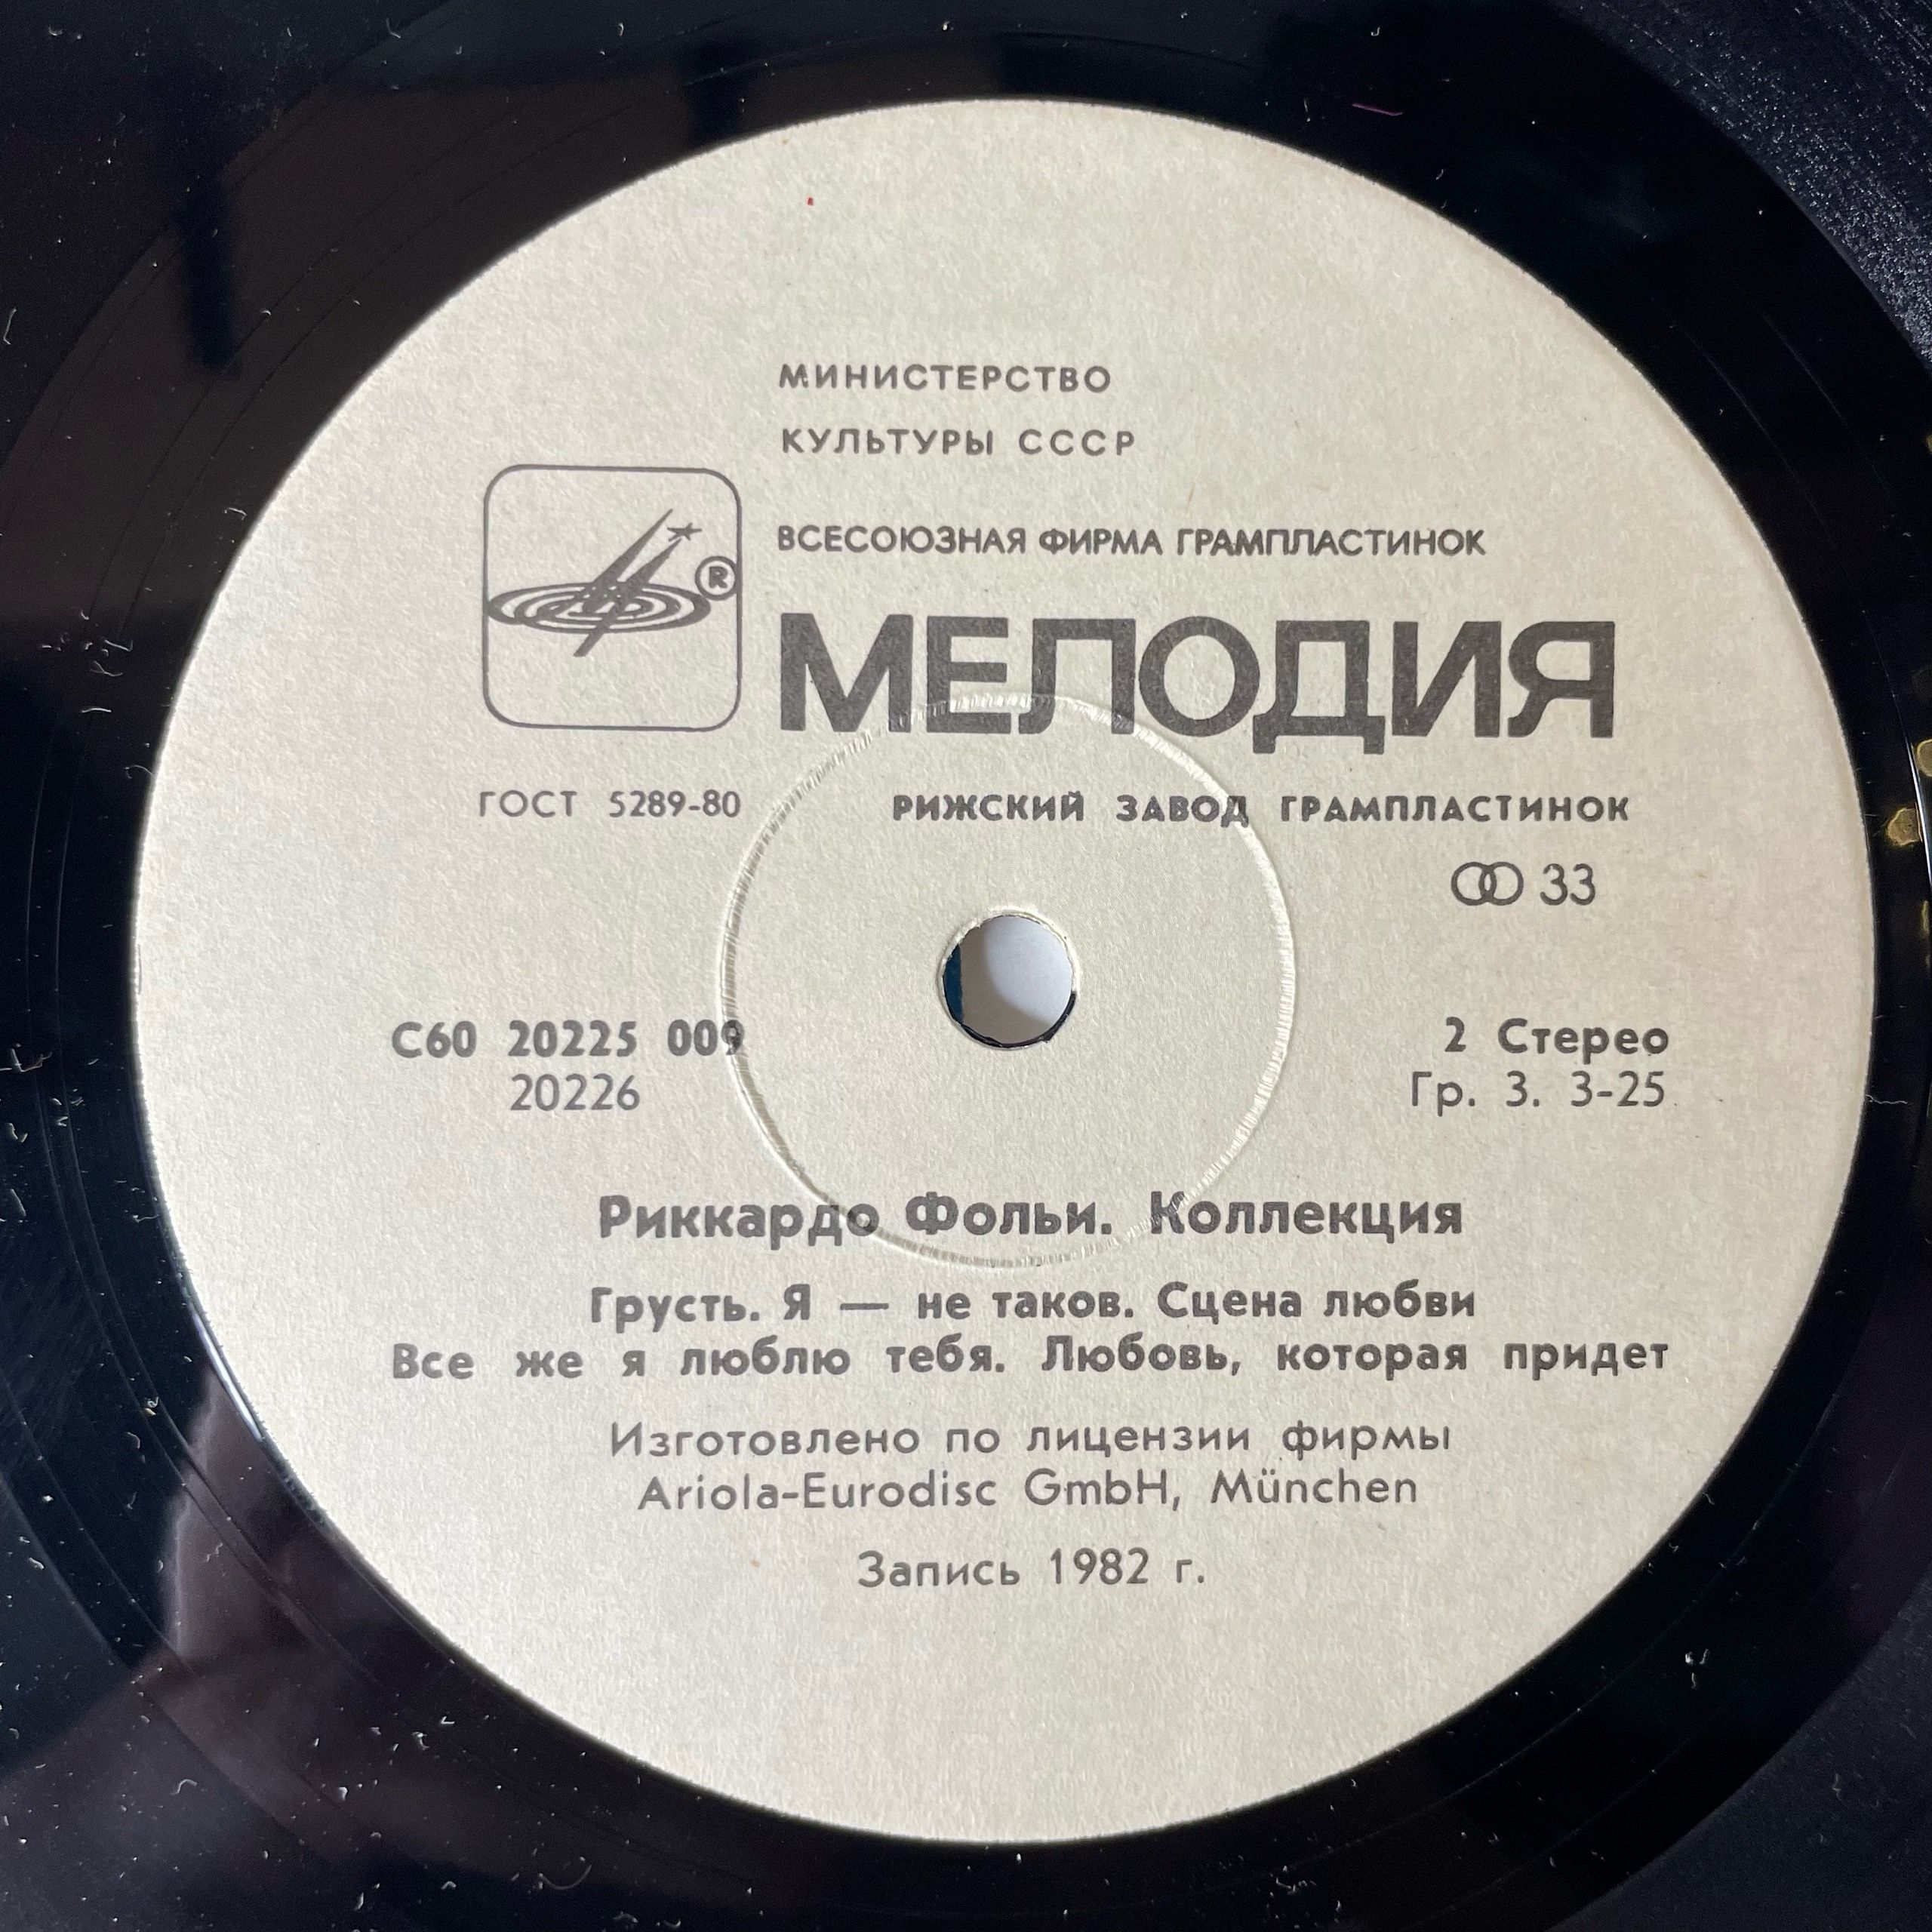 МИНИСТЕРСТВО
КУЛЬТУРЫ СССР
ВСЕСОЮЗНАЯ ФИРМА ГРАМПЛАСТИНОК
®
МЕЛОДИЯ
ГОСТ 5289-80
РИЖСКИЙ ЗАВОД ГРАМПЛАСТИНОК
33
С60 20225 009
20226
2 Стерео
Гр. 3. 3-25
Риккардо Фольи. Коллекция
Грусть. Я — не таков. Сцена любви
Все же я люблю тебя. Любовь, которая придет
Изготовлено по лицензии фирмы
Ariola-Eurodisc GmbH, München
Запись 1982 г.